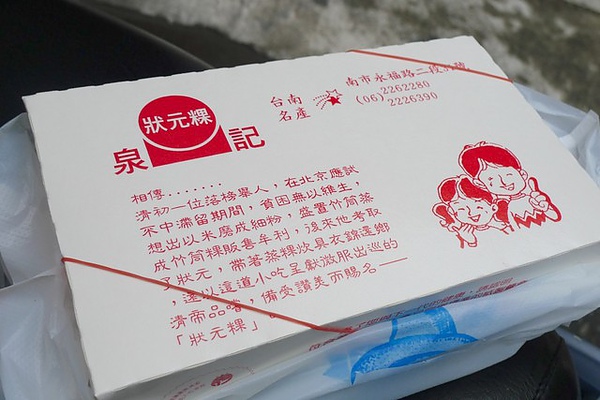 狀元粿
泉記
台南
名產
南市永福路二段
(06)2262280
2226390
相傳.......
清初一位落榜舉人，在北京應試
不中滯留期間，貧困無以維生，
想出以米磨成細粉，盛置竹筒蒸
成竹筒粿販售牟利，後來他考取
了狀元，帶著蒸粿炊具衣錦還鄉
，遂以這道小吃呈獻微服出巡的
清帝品嚐，備受讚美而賜名——
「狀元粿」。